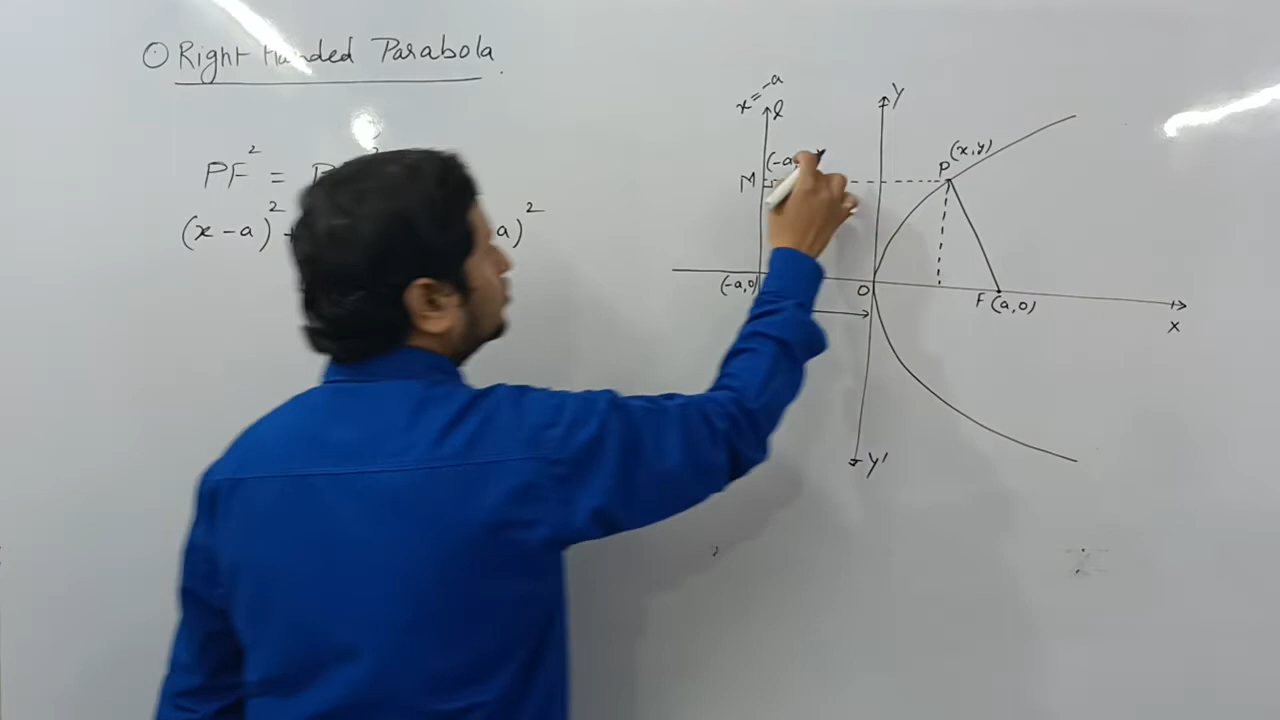 Right Handed Parabola
PF² =
(x-a)²
a)²
x=-a
l
Y
(-a,
M
P
(x,y)
(-a,0)
O
F (a,0)
x
Y'